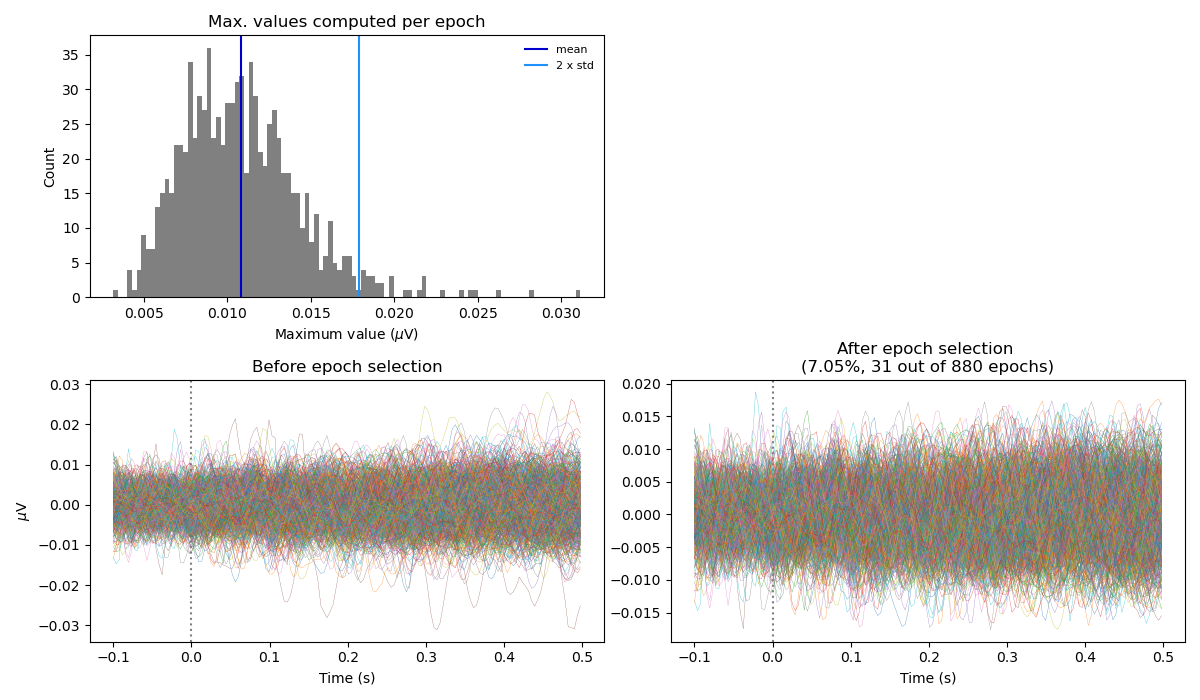 Max. values computed per epoch
35
30
25
20
15
10
5
0
Count
mean
2 x std
0.005 0.010 0.015 0.020 0.025 0.030
Maximum value (μV)
Before epoch selection
0.03
0.02
0.01
0.00
−0.01
−0.02
−0.03
μV
−0.1 0.0 0.1 0.2 0.3 0.4 0.5
Time (s)
After epoch selection
(7.05%, 31 out of 880 epochs)
0.020
0.015
0.010
0.005
0.000
−0.005
−0.010
−0.015
−0.1 0.0 0.1 0.2 0.3 0.4 0.5
Time (s)